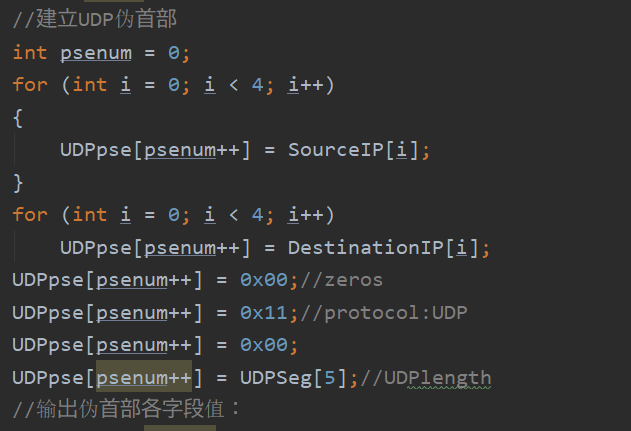 //建立UDP伪首部
int psenum = 0;
for (int i = 0; i < 4; i++)
{
UDPpse[psenum++] = SourceIP[i];
}
for (int i = 0; i < 4; i++)
UDPpse[psenum++] = DestinationIP[i];
UDPpse[psenum++] = 0x00;//zeros
UDPpse[psenum++] = 0x11;//protocol:UDP
UDPpse[psenum++] = 0x00;
UDPpse[psenum++] = UDPSeg[5];//UDPlength
//输出伪首部各字段值：